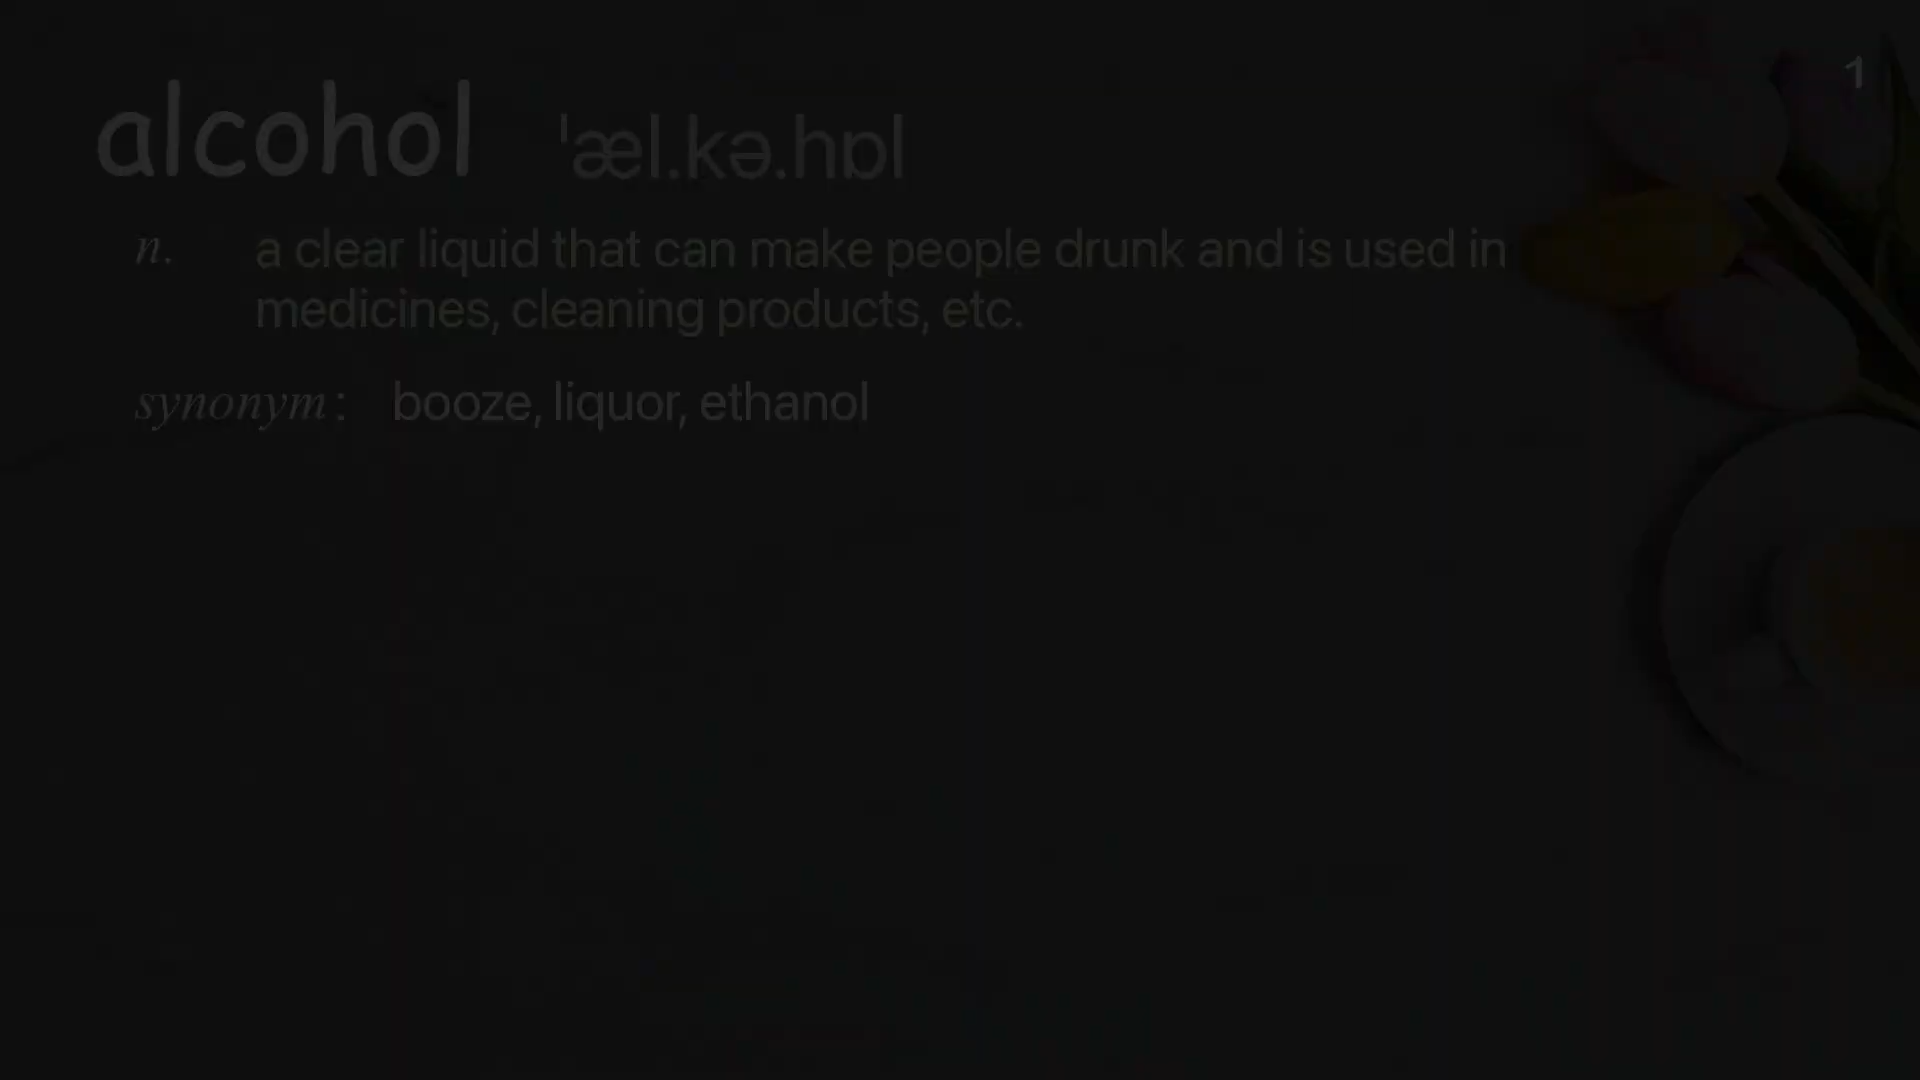 1
alcohol ˈæl.kə.hɒl
n. a clear liquid that can make people drunk and is used in
medicines, cleaning products, etc.
synonym: booze, liquor, ethanol